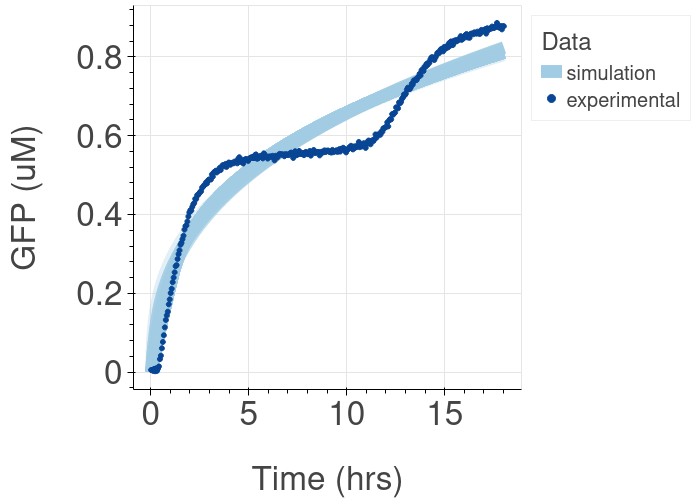 GFP (uM)
0.8
0.6
0.4
0.2
0
0 5 10 15
Time (hrs)
Data
simulation
experimental